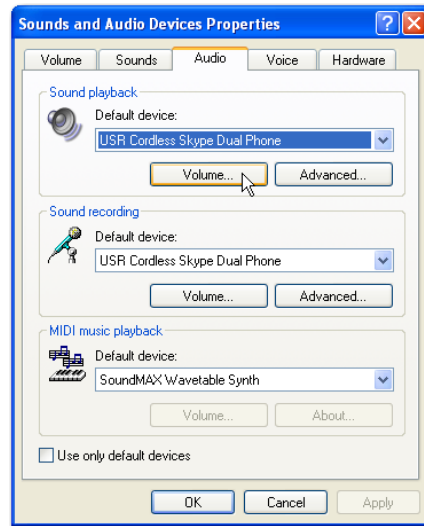 Sounds and Audio Devices Properties
Volume Sounds Audio Voice Hardware
Sound playback
Default device:
USR Cordless Skype Dual Phone
Volume... Advanced...
Sound recording
Default device:
USR Cordless Skype Dual Phone
Volume... Advanced...
MIDI music playback
Default device:
SoundMAX Wavetable Synth
Volume... About...
Use only default devices
OK Cancel Apply